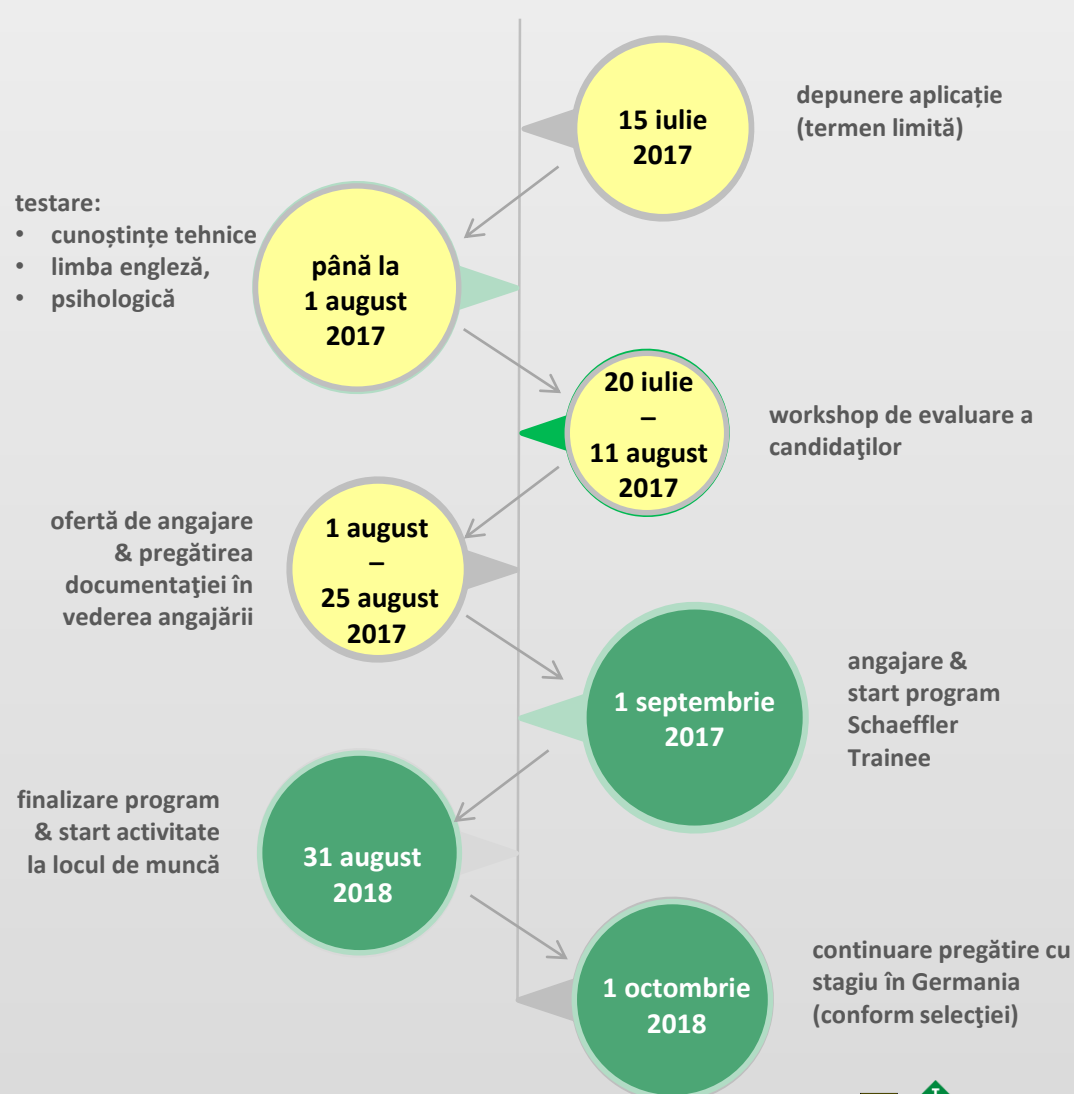 15 iulie
2017
depunere aplicație
(termen limită)
testare:
• cunoștințe tehnice
• limba engleză,
• psihologică
până la
1 august
2017
20 iulie
–
11 august
2017
workshop de evaluare a
candidaţilor
ofertă de angajare
& pregătirea
documentaţiei în
vederea angajării
1 august
–
25 august
2017
1 septembrie
2017
angajare &
start program
Schaeffler
Trainee
finalizare program
& start activitate
la locul de muncă
31 august
2018
1 octombrie
2018
continuare pregătire cu
stagiu în Germania
(conform selecţiei)
T